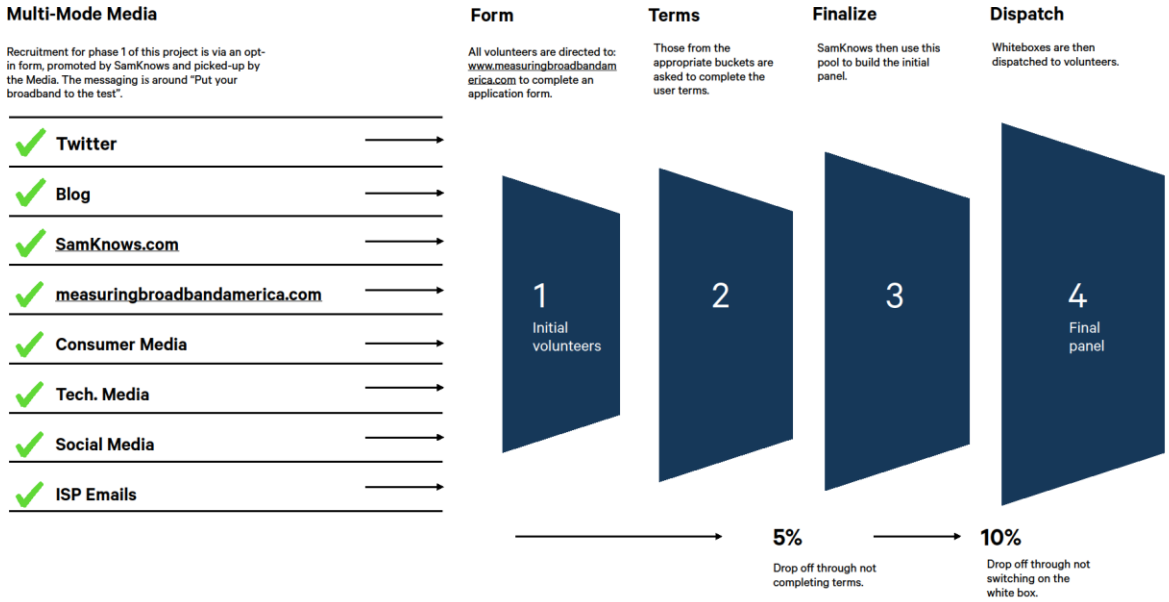 Multi-Mode Media
Recruitment for phase 1 of this project is via an opt-
in form, promoted by SamKnows and picked-up by
the Media. The messaging is around “Put your
broadband to the test”.
Twitter
Blog
SamKnows.com
measuringbroadbandamerica.com
Consumer Media
Tech. Media
Social Media
ISP Emails
Form
All volunteers are directed to:
www.measuringbroadbandam
erica.com to complete an
application form.
Terms
Those from the
appropriate buckets are
asked to complete the
user terms.
Finalize
SamKnows then use this
pool to build the initial
panel.
Dispatch
Whiteboxes are then
dispatched to volunteers.
1
Initial
volunteers
2
3
4
Final
panel
5%
Drop off through not
completing terms.
10%
Drop off through not
switching on the
white box.